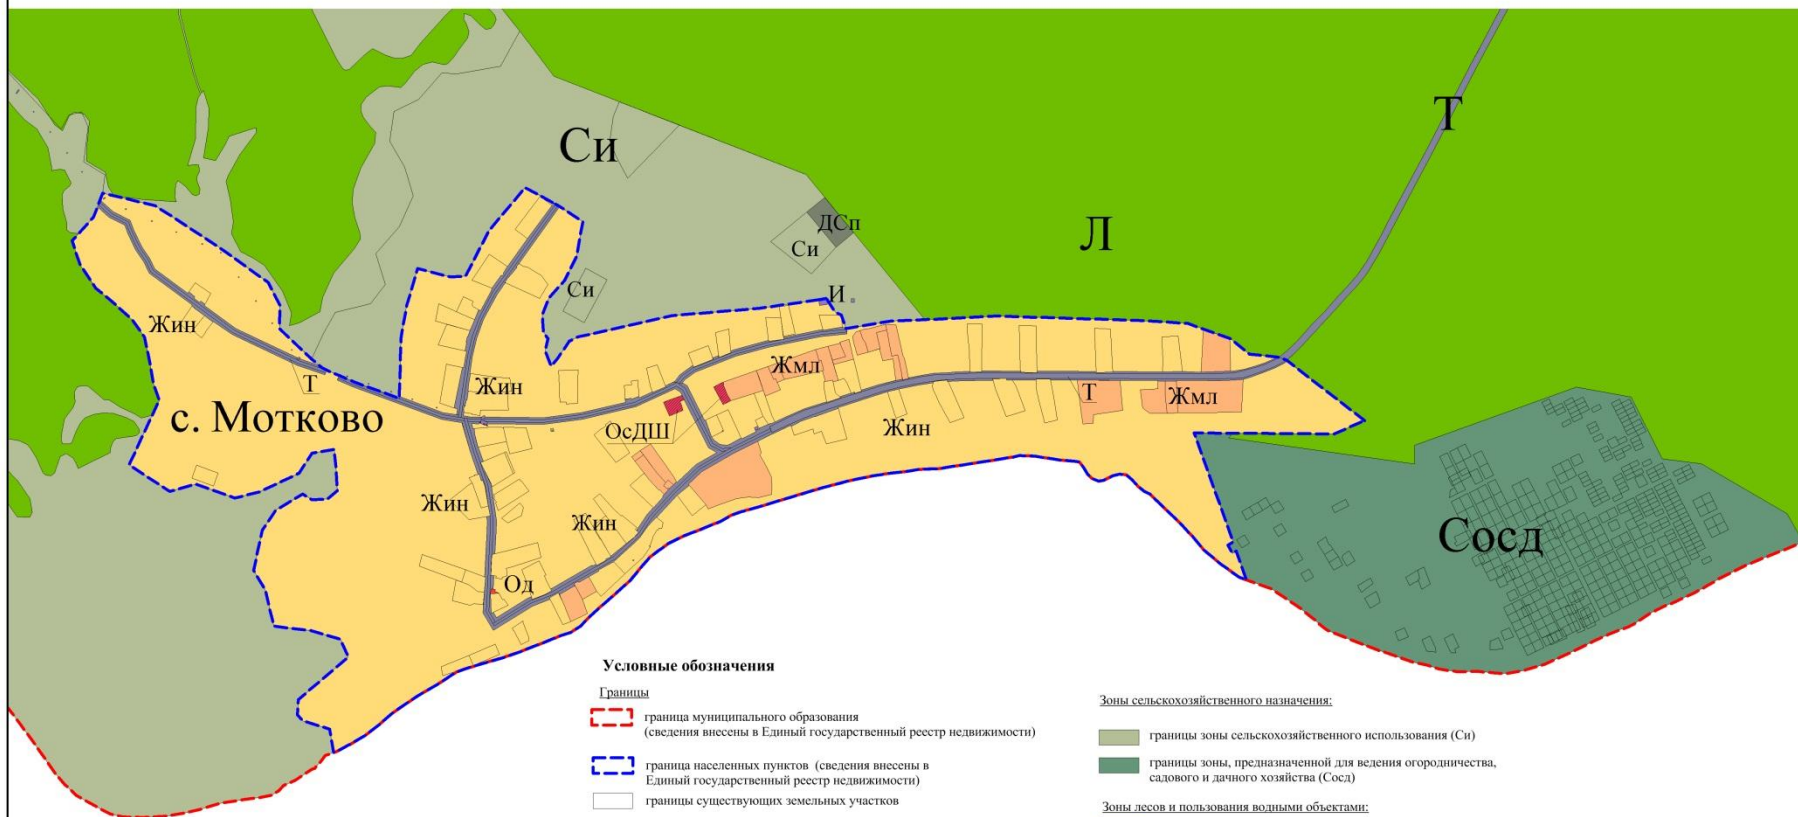 Т
Си
ДСп
Си
Л
Си
И
Жин
Жмл
Т
Жин
Т
Жмл
с. Мотково
ОсДШ
Жин
Жин
Жин
Сосд
Од
Условные обозначения
Границы
граница муниципального образования
(сведения внесены в Единый государственный реестр недвижимости)
граница населенных пунктов (сведения внесены в
Единый государственный реестр недвижимости)
границы существующих земельных участков
Зоны сельскохозяйственного назначения:
границы зоны сельскохозяйственного использования (Си)
границы зоны, предназначенной для ведения огородничества,
садового и дачного хозяйства (Сосд)
Зоны лесов и пользования водными объектами: